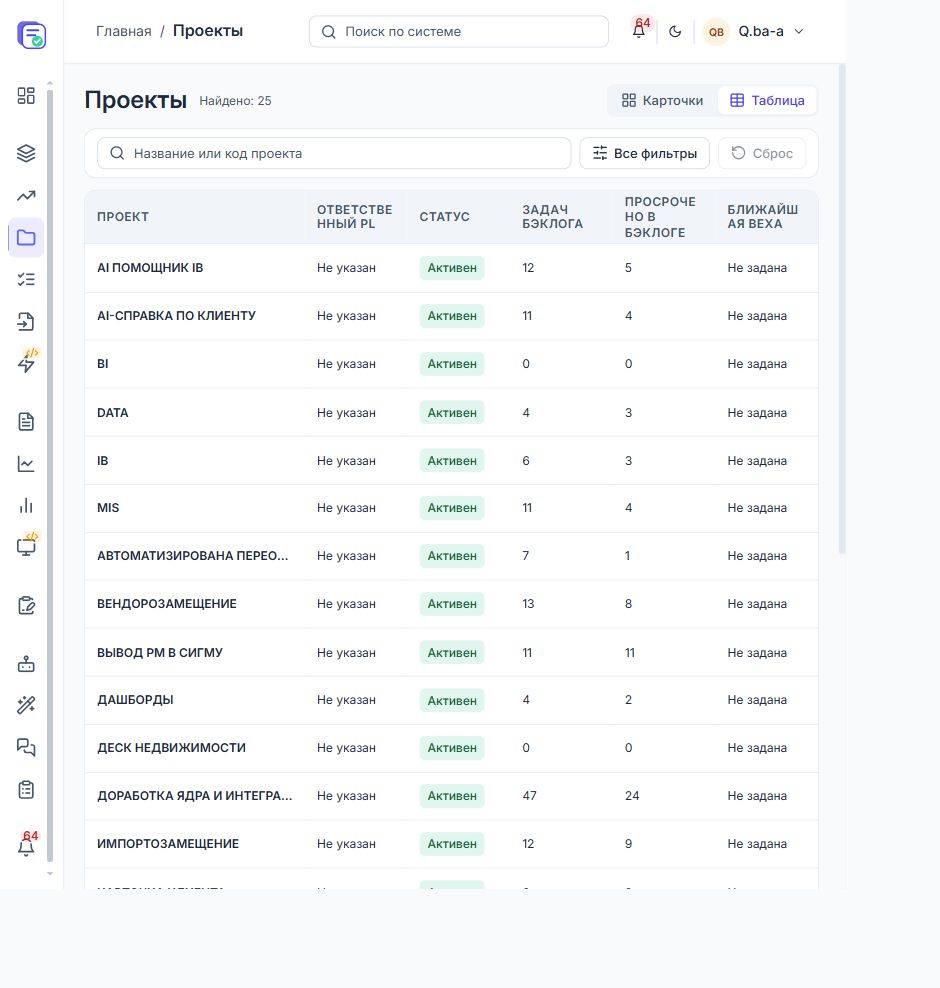 Главная / Проекты
Поиск по системе
64
QB
Q.ba-a
Проекты
Найдено: 25
Карточки
Таблица
Название или код проекта
Все фильтры
Сброс
ПРОЕКТ
ОТВЕТСТВЕ
ННЫЙ PL
СТАТУС
ЗАДАЧ
БЭКЛОГА
ПРОСРОЧЕ
НО В
БЭКЛОГЕ
БЛИЖАЙШ
АЯ ВЕХА
AI ПОМОЩНИК IB Не указан Активен 12 5 Не задана
AI-СПРАВКА ПО КЛИЕНТУ Не указан Активен 11 4 Не задана
BI Не указан Активен 0 0 Не задана
DATA Не указан Активен 4 3 Не задана
IB Не указан Активен 6 3 Не задана
MIS Не указан Активен 11 4 Не задана
АВТОМАТИЗИРОВАНА ПЕРЕО... Не указан Активен 7 1 Не задана
ВЕНДОРОЗАМЕЩЕНИЕ Не указан Активен 13 8 Не задана
ВЫВОД РМ В СИГМУ Не указан Активен 11 11 Не задана
ДАШБОРДЫ Не указан Активен 4 2 Не задана
ДЕСК НЕДВИЖИМОСТИ Не указан Активен 0 0 Не задана
ДОРАБОТКА ЯДРА И ИНТЕГРА... Не указан Активен 47 24 Не задана
ИМПОРТОЗАМЕЩЕНИЕ Не указан Активен 12 9 Не задана
64